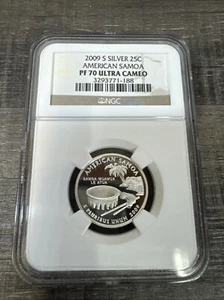 2009 S SILVER 25C
AMERICAN SAMOA
PF 70 ULTRA CAMEO
3293771-188
NGC
AMERICAN SAMOA
SAMOA MUAMUA
LE ATUA
E PLURIBUS UNUM 2009